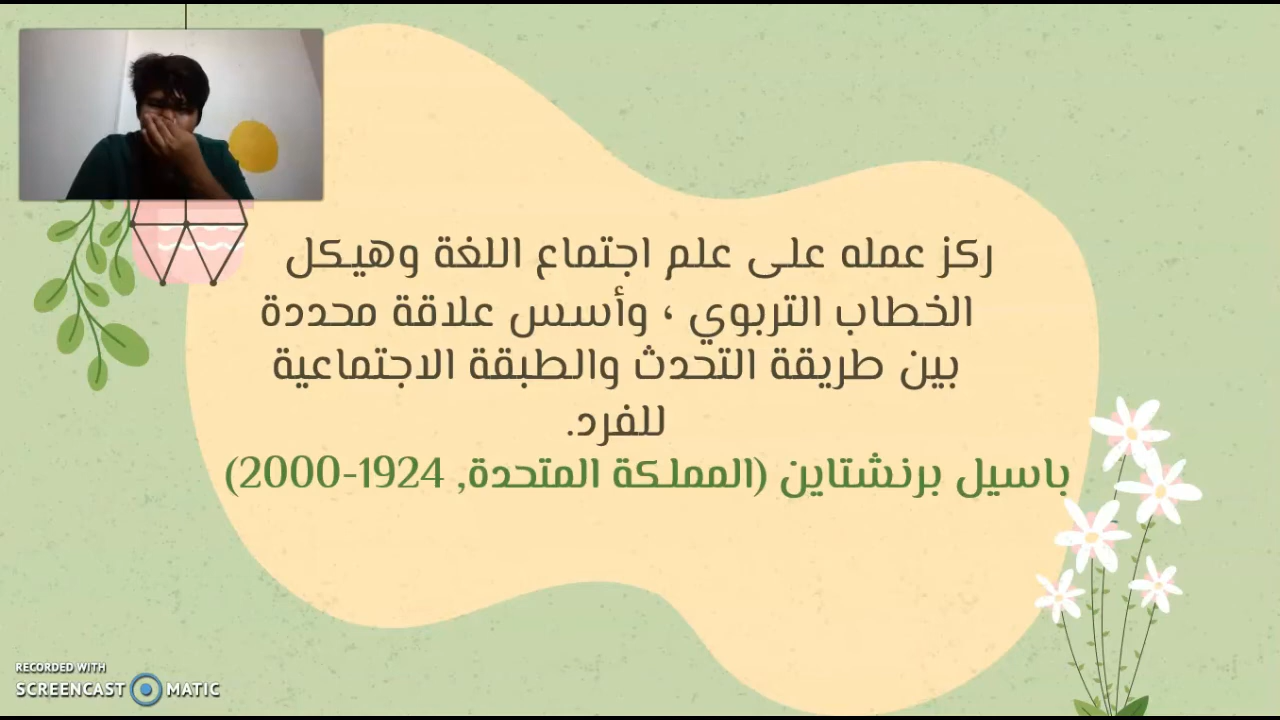 ركز عمله على علم اجتماع اللغة وهيكل
الخطاب التربوي ، وأسس علاقة محددة
بين طريقة التحدث والطبقة الاجتماعية
للفرد.
باسيل برنشتاين (المملكة المتحدة, 1924-2000)
RECORDED WITH
SCREENCAST MATIC